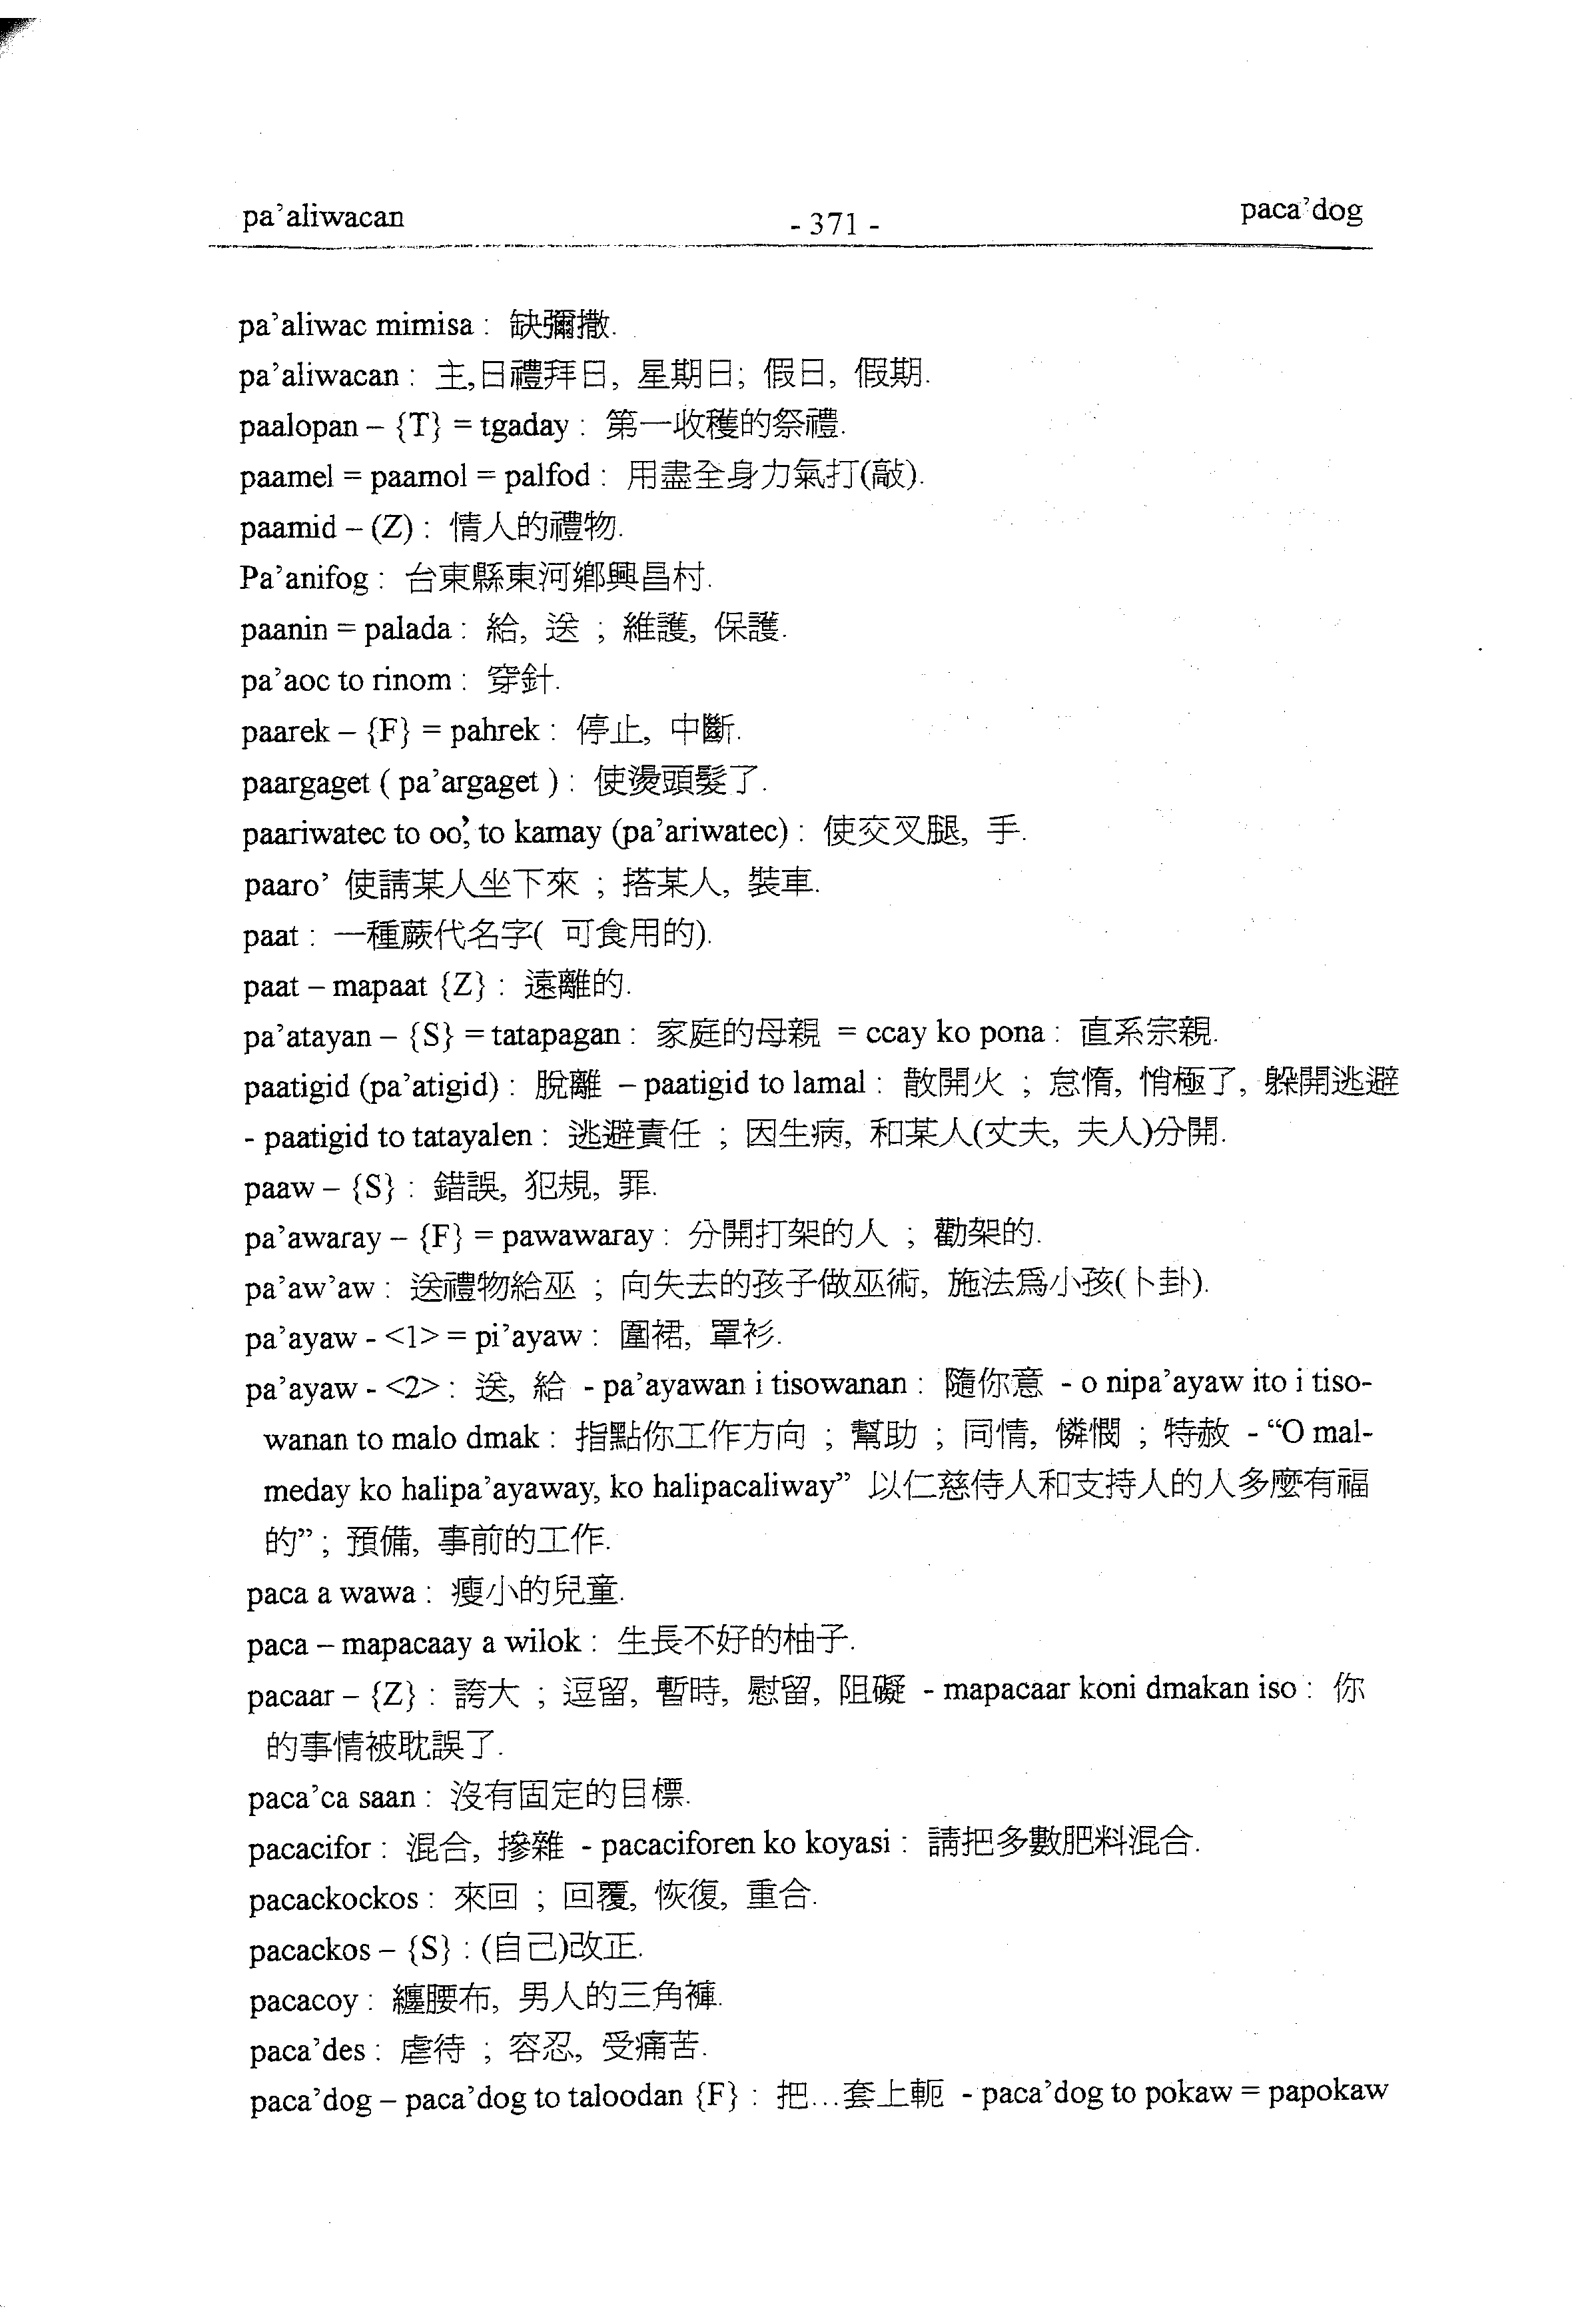 pa’aliwacan - 371 - paca’dog
pa’aliwac mimisa : 缺彌撒.
pa’aliwacan : 主,日禮拜日, 星期日; 假日, 假期.
paalopan – {T} = tgaday : 第一收穫的祭禮.
paamel = paamol = palfod : 用盡全身力氣打(敲).
paamid – (Z) : 情人的禮物.
Pa’anifog : 台東縣東河鄉興昌村.
paanin = palada : 給, 送 ; 維護, 保護.
pa’aoc to rinom : 穿針.
paarek – {F} = pahrek : 停止, 中斷.
paargaget ( pa’argaget ) : 使燙頭髮了.
paariwatec to oo’, to kamay (pa’ariwatec) : 使交叉腿, 手.
paaro’ 使請某人坐下來 ; 搭某人, 裝車.
paat : 一種蕨代名字( 可食用的).
paat – mapaat {Z} : 遠離的.
pa’atayan – {S} = tatapagan : 家庭的母親 = ccay ko pona : 直系宗親.
paatigid (pa’atigid) : 脫離 – paatigid to lamal : 散開火 ; 怠惰, 悄極了, 躲開逃避
- paatigid to tatayalen : 逃避責任 ; 因生病, 和某人(丈夫, 夫人)分開.
paaw – {S} : 錯誤, 犯規, 罪.
pa’awaray – {F} = pawawaray : 分開打架的人 ; 勸架的.
pa’aw’aw : 送禮物給巫 ; 向失去的孩子做巫術, 施法爲小孩(卜卦).
pa’ayaw - <1> = pi’ayaw : 圍裙, 罩衫.
pa’ayaw - <2> : 送, 給 - pa’ayawan i tisowanan : 隨你意 - o nipa’ayaw ito i tiso-
wanan to malo dmak : 指點你工作方向 ; 幫助 ; 同情, 憐憫 ; 特赦 - “O mal-
meday ko halipa’ayaway, ko halipacaliway” 以仁慈侍人和支持人的人多麼有福
的” ; 預備, 事前的工作.
paca a wawa : 瘦小的兒童.
paca – mapacaay a wilok : 生長不好的柚子.
pacaar – {Z} : 誇大 ; 逗留, 暫時, 慰留, 阻礙 - mapacaar koni dmakan iso : 你
的事情被耽誤了.
paca’ca saan : 沒有固定的目標.
pacacifor : 混合, 摻雜 - pacaciforen ko koyasi : 請把多數肥料混合.
pacackockos : 來回 ; 回覆, 恢復, 重合.
pacackos – {S} : (自己)改正.
pacacoy : 纏腰布, 男人的三角褲.
paca’des : 虐待 ; 容忍, 受痛苦.
paca’dog – paca’dog to taloodan {F} : 把…套上軛 - paca’dog to pokaw = papokaw